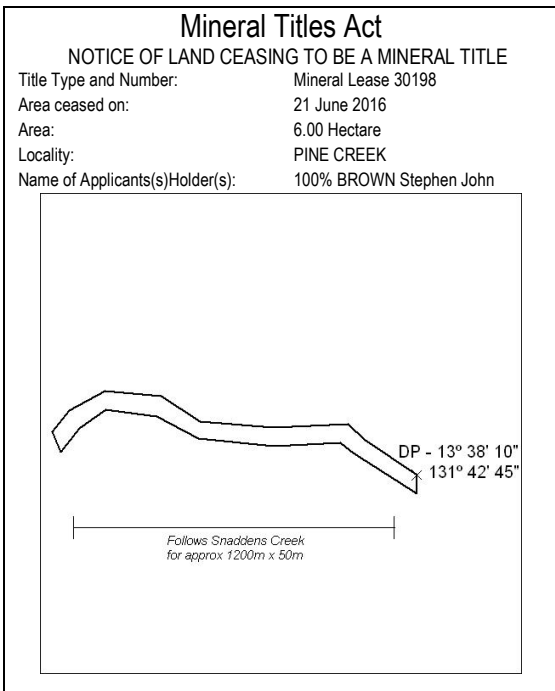 Mineral Titles Act
NOTICE OF LAND CEASING TO BE A MINERAL TITLE
Title Type and Number: Mineral Lease 30198
Area ceased on: 21 June 2016
Area: 6.00 Hectare
Locality: PINE CREEK
Name of Applicants(s)Holder(s): 100% BROWN Stephen John
DP - 13º 38' 10"
131º 42' 45"
Follows Snaddens Creek
for approx 1200m x 50m